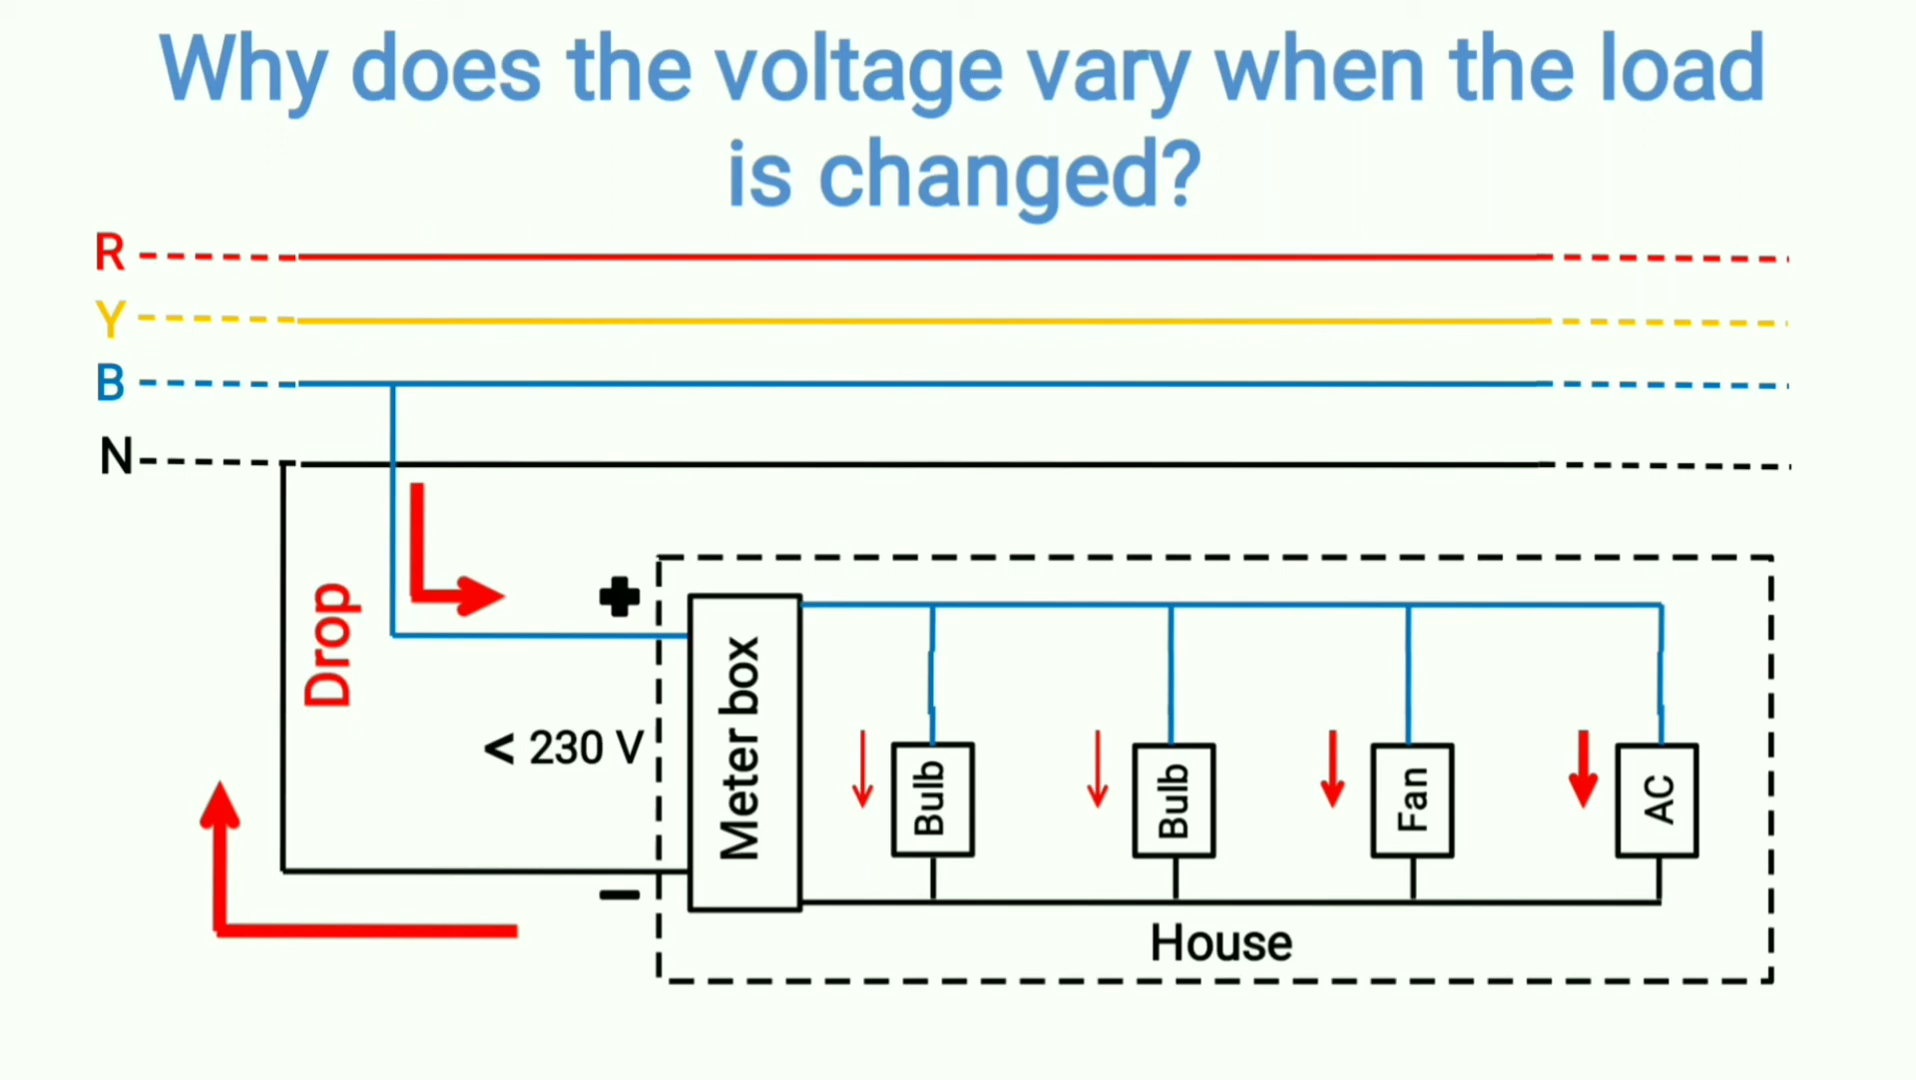 Why does the voltage vary when the load
is changed?
R
Y
B
N
Drop
+
< 230 V
-
Meter box
Bulb
Bulb
Fan
AC
House